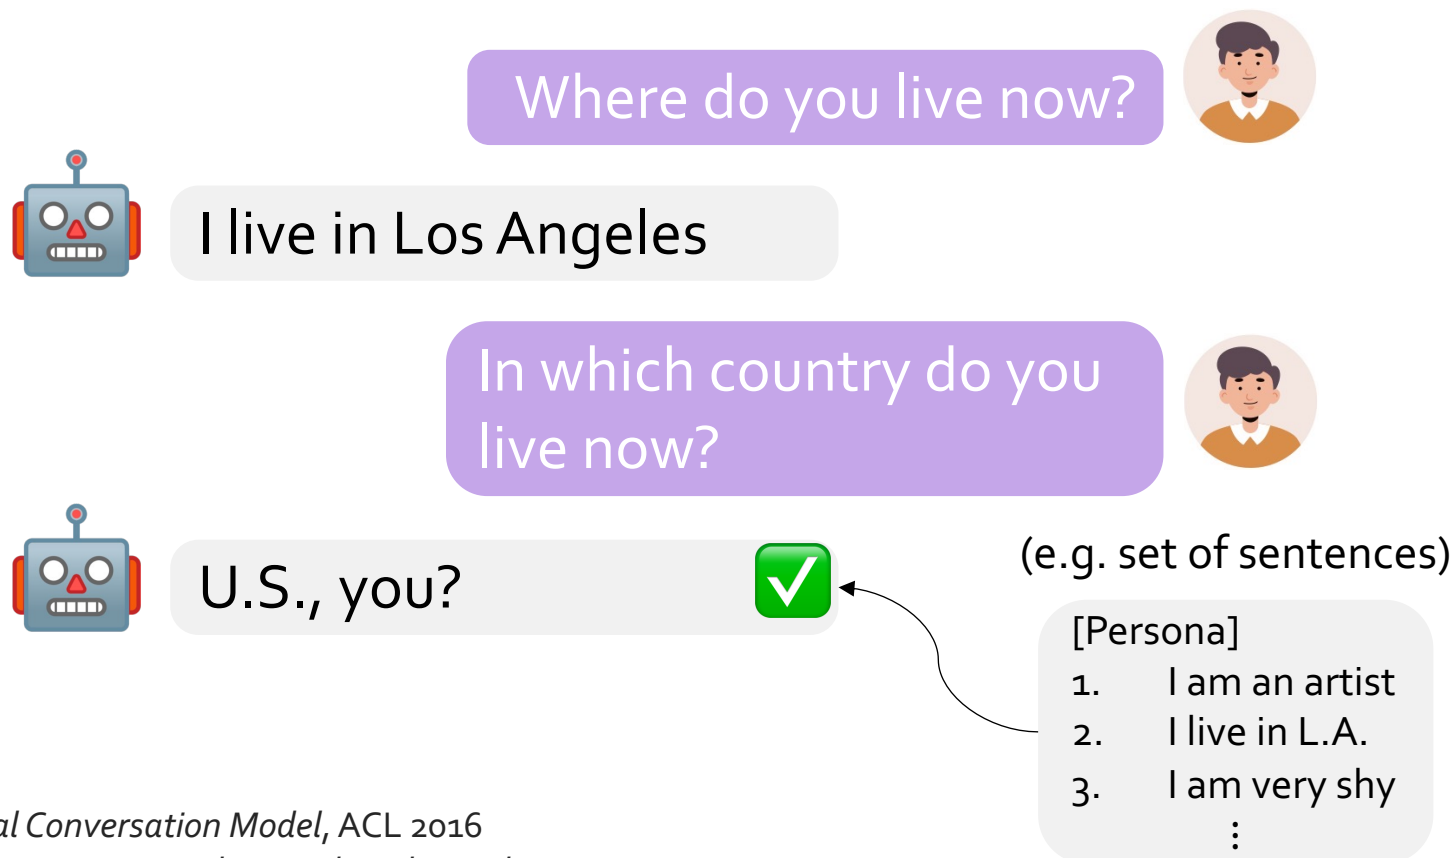 Where do you live now?
I live in Los Angeles
In which country do you
live now?
U.S., you?
(e.g. set of sentences)
[Persona]
1. I am an artist
2. I live in L.A.
3. I am very shy
⋮
al Conversation Model, ACL 2016